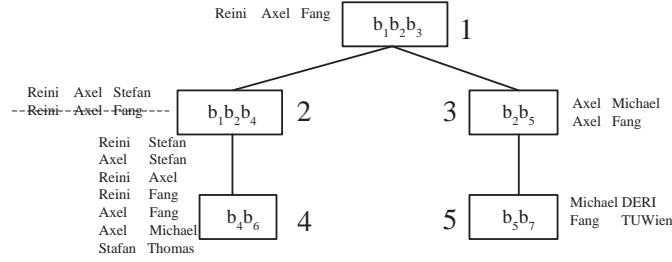 Reini Axel Fang
b1b2b3 1
Reini Axel Stefan
Reini Axel Fang
b1b2b4 2
3 b2b5
Axel Michael
Axel Fang
Reini Stefan
Axel Stefan
Reini Axel
Reini Fang
Axel Fang
Axel Michael
Stafan Thomas
b4b6 4
5 b5b7
Michael DERI
Fang TUWien